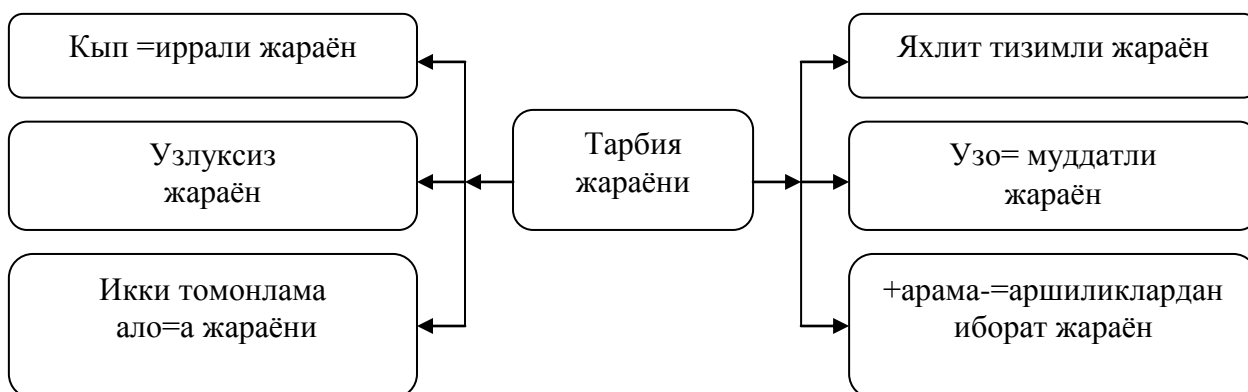 Кып =иррали жараён
Узлуксиз
жараён
Икки томонлама
ало=а жараёни
Тарбия
жараёни
Яхлит тизимли жараён
Узо= муддатли
жараён
+арама-=аршиликлардан
иборат жараён